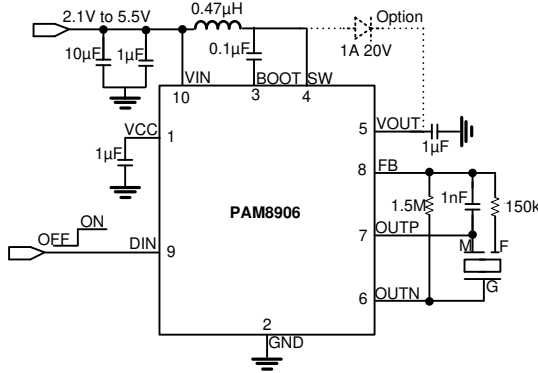 2.1V to 5.5V
0.47µH
Option
10µF
1µF
0.1µF
1A 20V
VIN
BOOT
SW
10
3
4
VCC
1
1µF
5
VOUT
1µF
8
FB
PAM8906
1.5M
1nF
150k
ON
OFF
DIN
9
7
OUTP
M
F
G
6
OUTN
2
GND